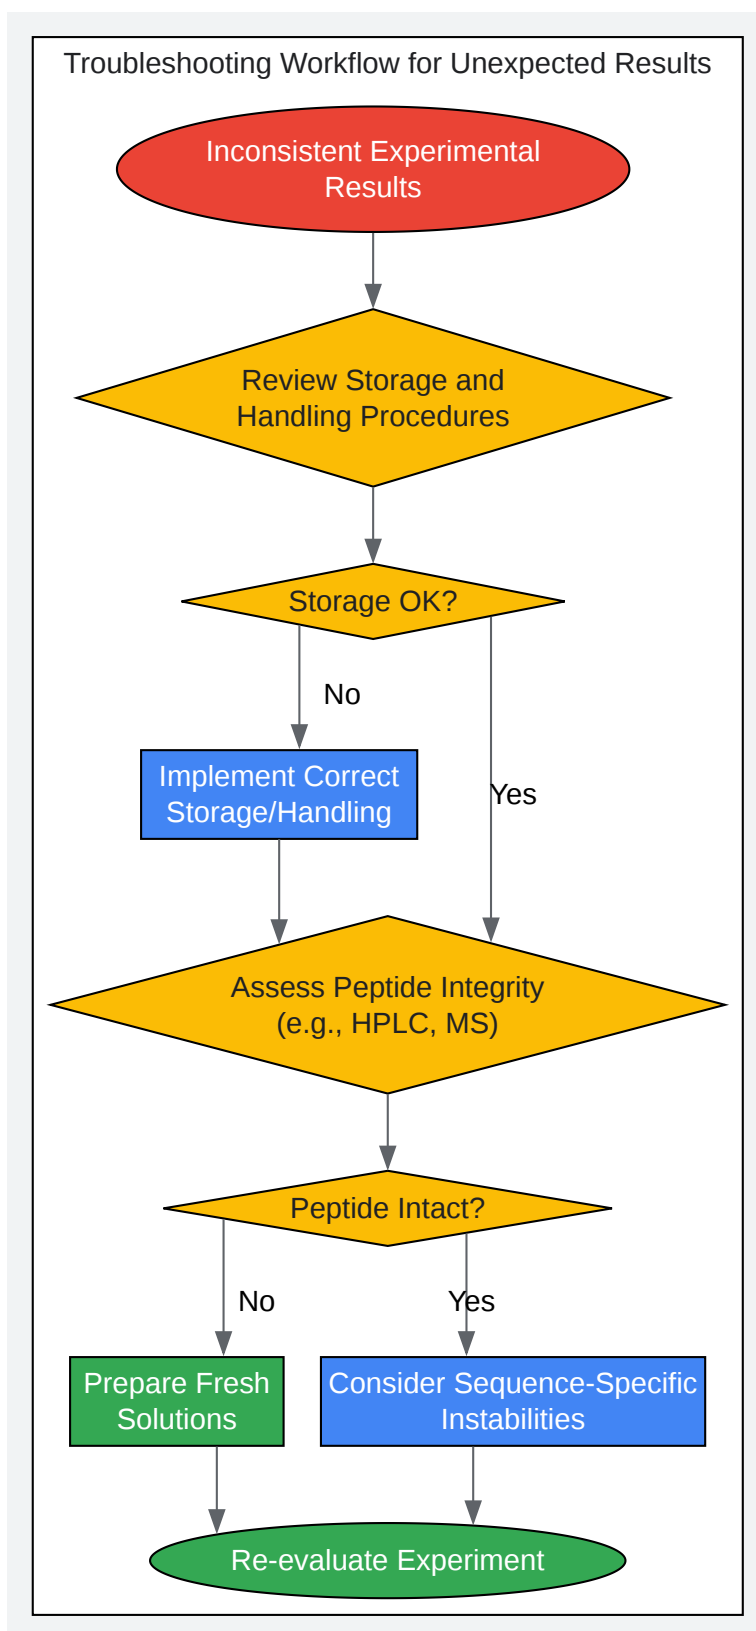 Troubleshooting Workflow for Unexpected Results
Inconsistent Experimental
Results
Review Storage and
Handling Procedures
Storage OK?
No
Implement Correct
Storage/Handling
Yes
Assess Peptide Integrity
(e.g., HPLC, MS)
Peptide Intact?
No
Yes
Prepare Fresh
Solutions
Consider Sequence-Specific
Instabilities
Re-evaluate Experiment